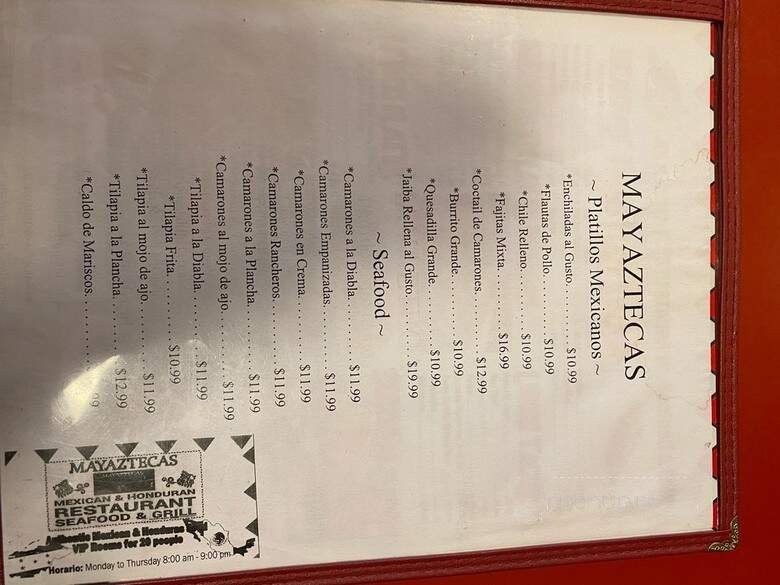 MAYAZTECAS
~ Platillos Mexicanos ~
*Enchiladas al Gusto. . . . . . . . $10.99
*Flautas de Pollo. . . . . . . . $10.99
*Chile Relleno. . . . . . . . $10.99
*Fajitas Mixta. . . . . . . . $16.99
*Coctail de Camarones. . . . . . . . $12.99
*Burrito Grande. . . . . . . . $10.99
*Quesadilla Grande. . . . . . . . $10.99
*Jaiba Rellena al Gusto. . . . . . . . $19.99
~ Seafood ~
*Camarones a la Diabla. . . . . . . . $11.99
*Camarones Empanizadas. . . . . . . . $11.99
*Camarones en Crema. . . . . . . . $11.99
*Camarones Rancheros. . . . . . . . $11.99
*Camarones a la Plancha. . . . . . . . $11.99
*Camarones al mojo de ajo. . . . . . . . $11.99
*Tilapia a la Diabla. . . . . . . . $11.99
*Tilapia Frita. . . . . . . . $10.99
*Tilapia al mojo de ajo. . . . . . . . $11.99
*Tilapia a la Plancha. . . . . . . . $12.99
*Caldo de Mariscos. . . . . . . . 99
MAYAZTECAS
MEXICAN & HONDURAN
RESTAURANT
SEAFOOD & GRILL
Authentic Mexican & Honduras
VIP Rooms for 20 people
Horario: Monday to Thursday 8:00 am - 9:00 pm